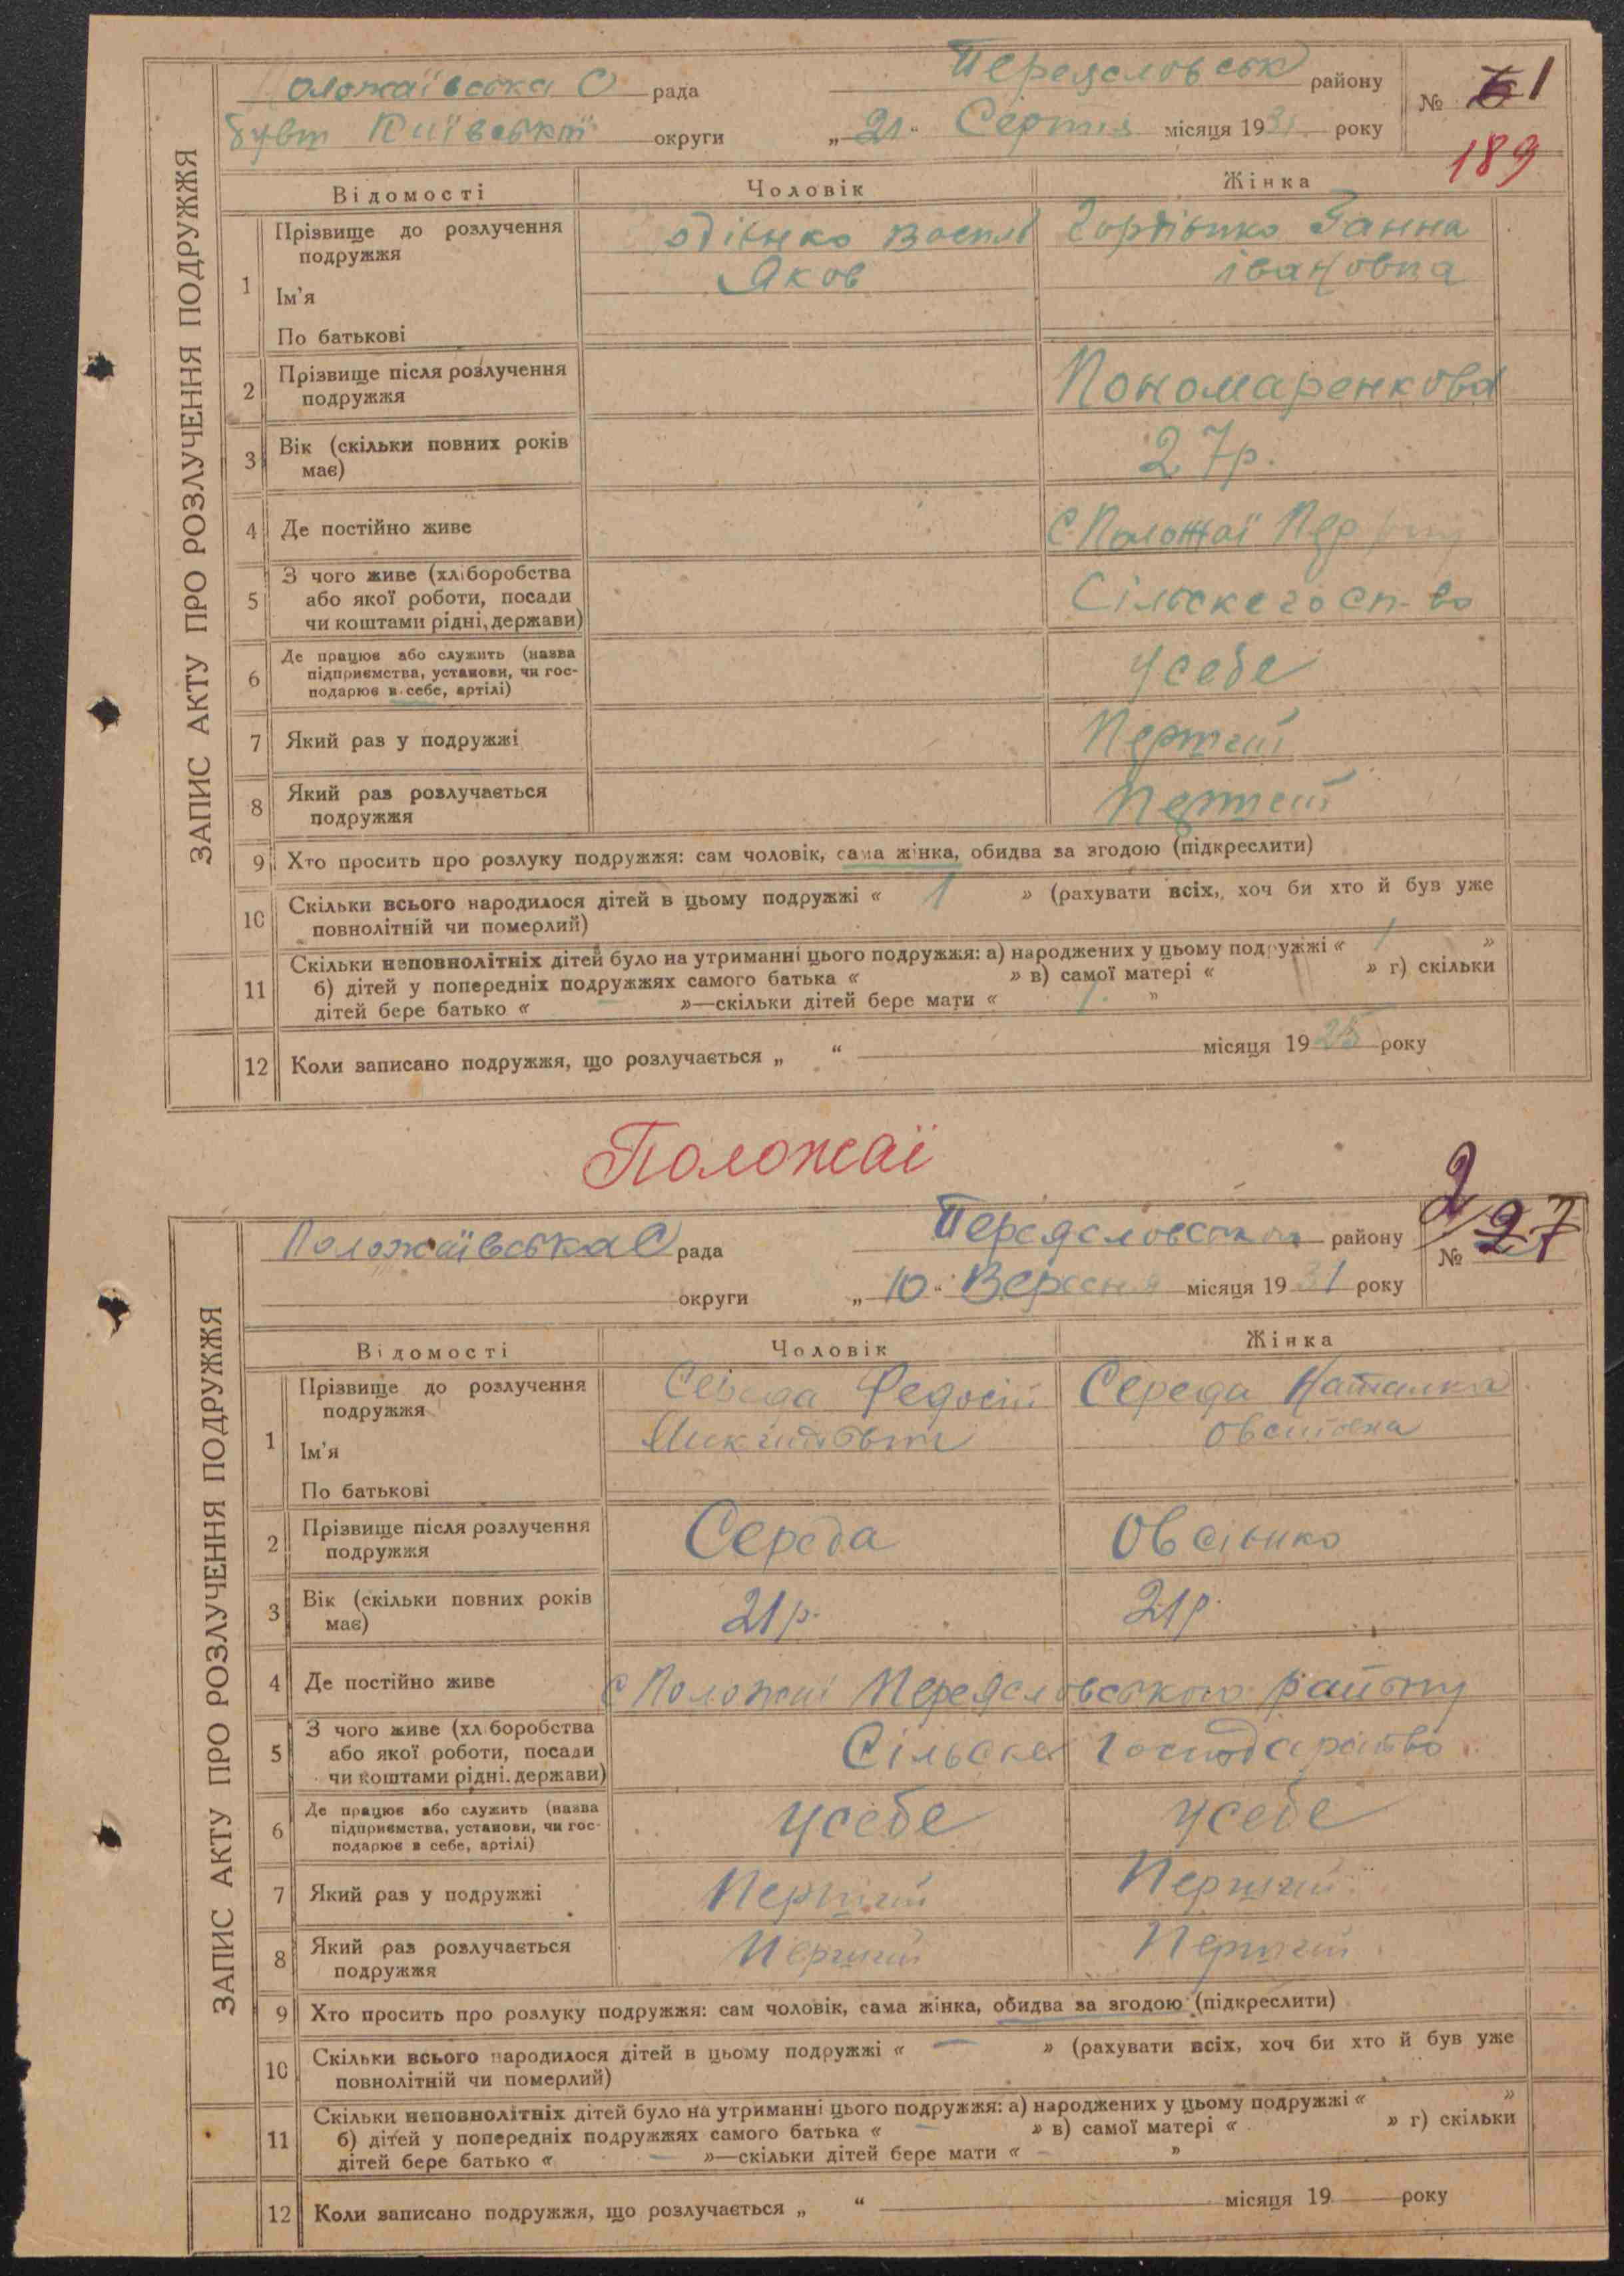 ЗАПИС АКТУ ПРО РОЗЛУЧЕННЯ ПОДРУЖЖЯ
Положаївська С рада Переясловськ району № 1
округи „21“ Серпня місяця 1931 року
189
Відомості Чоловік Жінка
1 Прізвище до розлучення подружжя
Ім'я
По батькові
Яков
Ганна
івановна
2 Прізвище після розлучення подружжя Пономаренкова
3 Вік (скільки повних років має) 27р.
4 Де постійно живе С Положаї Пер
5 З чого живе (хліборобства або якої роботи, посади чи коштами рідні, держави) Сільске госп-во
6 Де працює або служить (назва підприємства, установи, чи господарює в себе, артілі) усебе
7 Який раз у подружжі Перший
8 Який раз розлучається подружжя Перший
9 Хто просить про розлуку подружжя: сам чоловік, сама жінка, обидва за згодою (підкреслити)
10 Скільки всього народилося дітей в цьому подружжі « 1 » (рахувати всіх, хоч би хто й був уже
повнолітній чи померлий)
11 Скільки неповнолітніх дітей було на утриманні цього подружжя: а) народжених у цьому подружжі « 1 »
б) дітей у попередніх подружжях самого батька « » в) самої матері « » г) скільки
дітей бере батько « — »—скільки дітей бере мати « 1. »
12 Коли записано подружжя, що розлучається „ “ місяця 1925 року
Положаї
ЗАПИС АКТУ ПРО РОЗЛУЧЕННЯ ПОДРУЖЖЯ
Положаївська С рада Переясловського району № 2 27
округи „10“ Вересня місяця 1931 року
Відомості Чоловік Жінка
1 Прізвище до розлучення подружжя
Ім'я
По батькові
Середа Федосій
Середа Наталка
2 Прізвище після розлучення подружжя Середа Овсієнко
3 Вік (скільки повних років має) 21р. 21р.
4 Де постійно живе с Положаї Переясловського району
5 З чого живе (хліборобства або якої роботи, посади чи коштами рідні. держави) Сільске господарство
6 Де працює або служить (назва підприємства, установи, чи господарює в себе, артілі) усебе усебе
7 Який раз у подружжі Перший Перший
8 Який раз розлучається подружжя Перший Перший
9 Хто просить про розлуку подружжя: сам чоловік, сама жінка, обидва за згодою (підкреслити)
10 Скільки всього народилося дітей в цьому подружжі « — » (рахувати всіх, хоч би хто й був уже
повнолітній чи померлий)
11 Скільки неповнолітніх дітей було на утриманні цього подружжя: а) народжених у цьому подружжі « »
б) дітей у попередніх подружжях самого батька « — » в) самої матері « » г) скільки
дітей бере батько « — »—скільки дітей бере мати « — »
12 Коли записано подружжя, що розлучається „ “ місяця 19 року